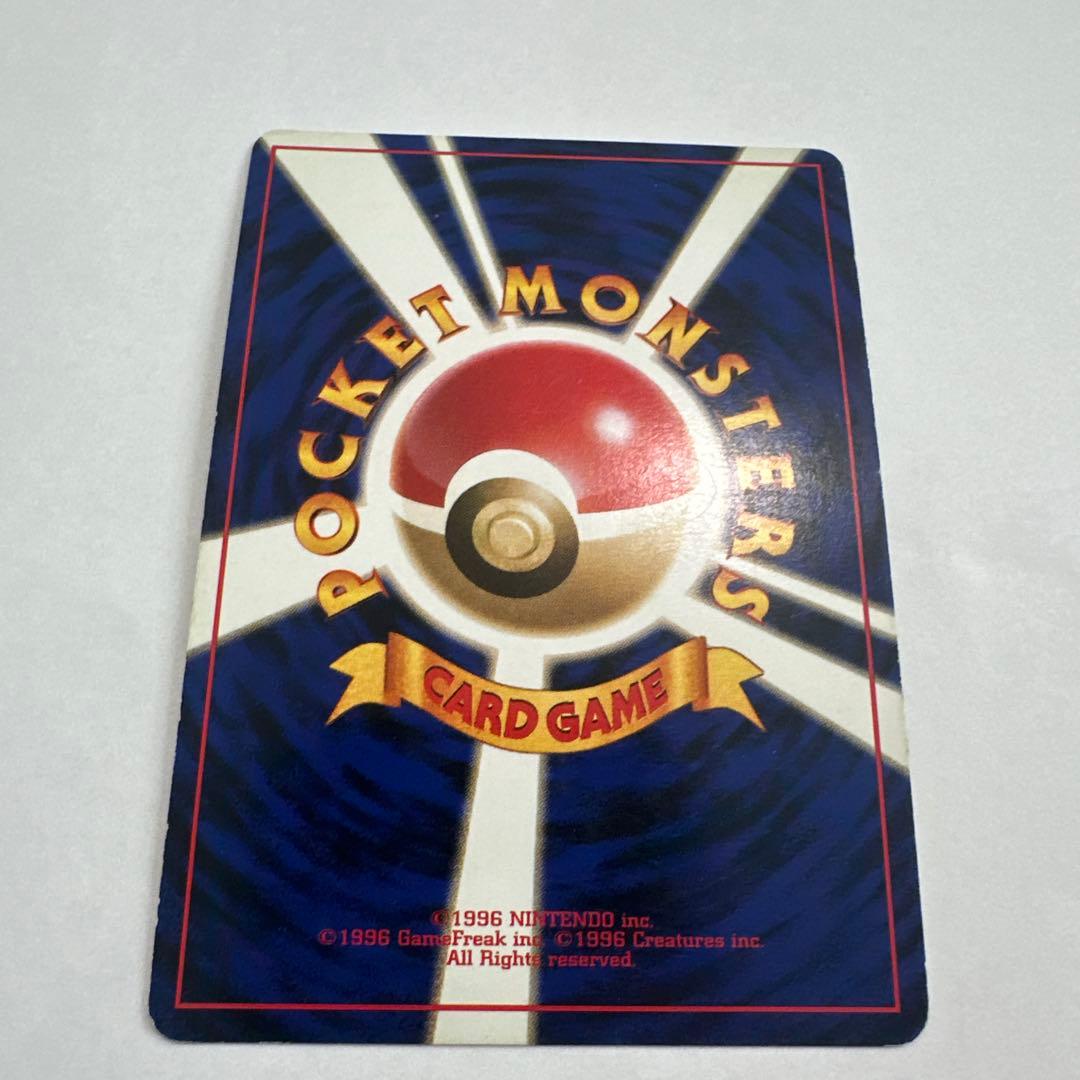 POCKET MONSTERS
CARD GAME
©1996 NINTENDO inc.
©1996 GameFreak inc. ©1996 Creatures inc.
All Rights reserved.